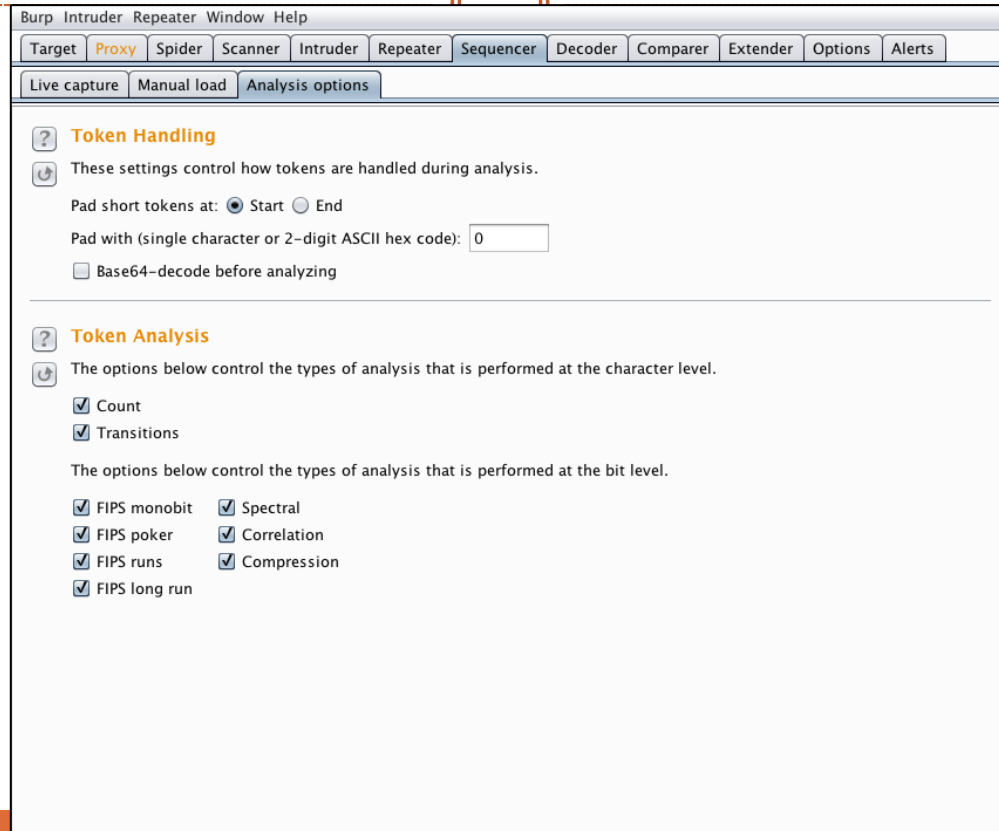 Burp Intruder Repeater Window Help
Target Proxy Spider Scanner Intruder Repeater Sequencer Decoder Comparer Extender Options Alerts
Live capture Manual load Analysis options
? Token Handling
These settings control how tokens are handled during analysis.
Pad short tokens at: Start End
Pad with (single character or 2-digit ASCII hex code): 0
Base64-decode before analyzing
? Token Analysis
The options below control the types of analysis that is performed at the character level.
Count
Transitions
The options below control the types of analysis that is performed at the bit level.
FIPS monobit Spectral
FIPS poker Correlation
FIPS runs Compression
FIPS long run